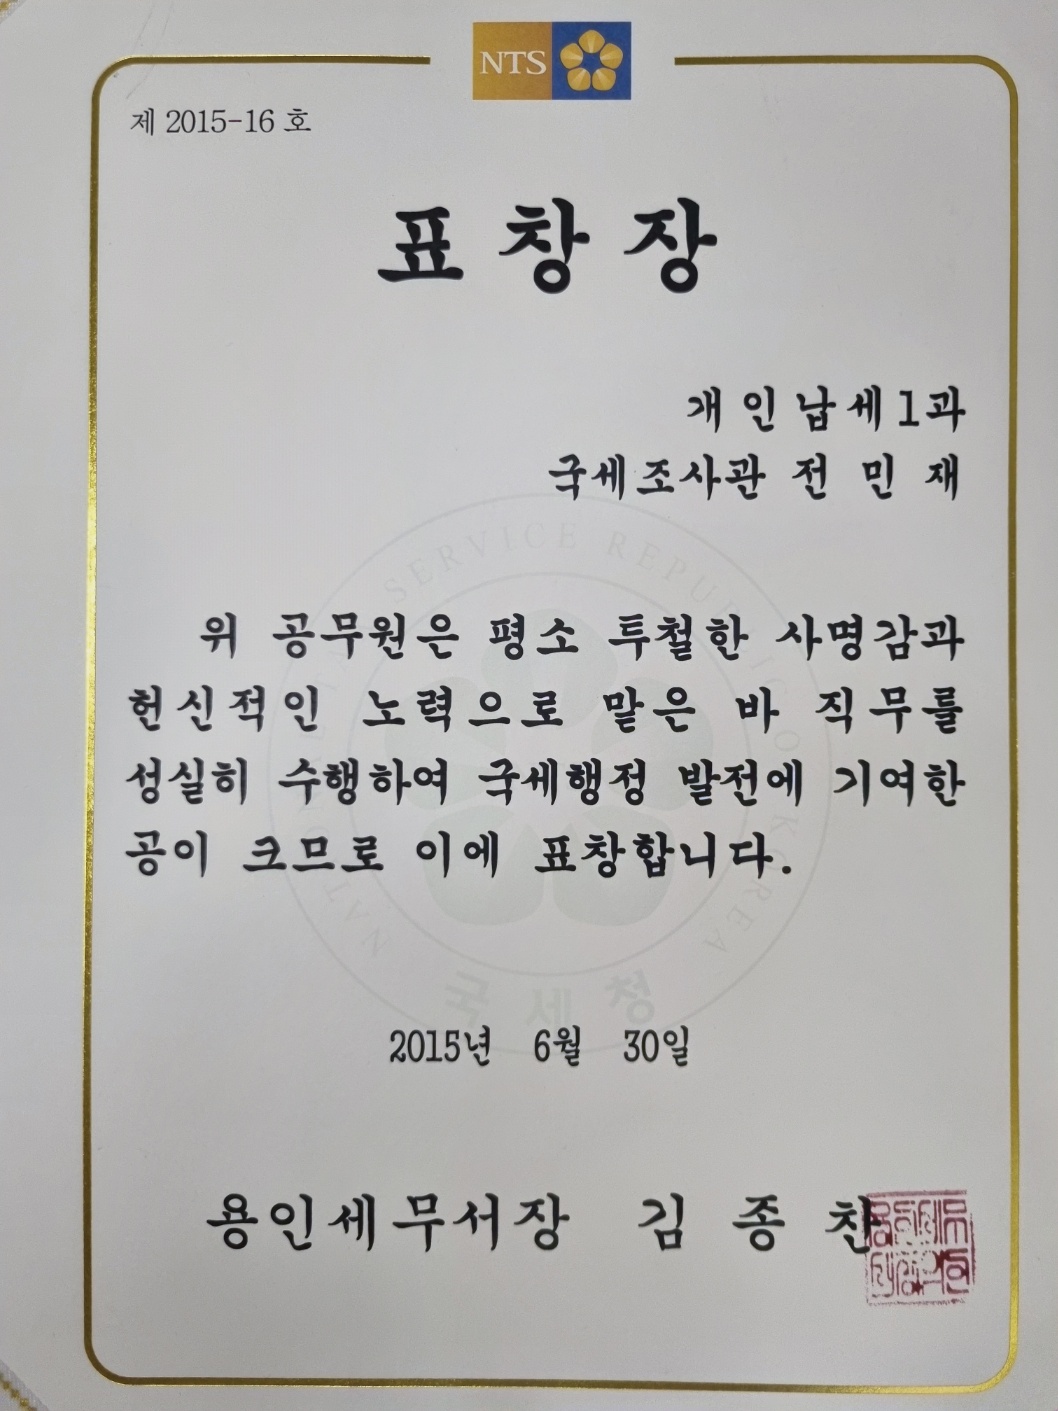 NTS
제 2015-16 호
표 창 장
개 인 납 세 1과
국세조사관 전 민 재
위 공무원은 평소 투철한 사명감과
헌신적인 노력으로 맡은 바 직무를
성실히 수행하여 국세행정 발전에 기여한
공이 크므로 이에 표창합니다.
국 세 청
2015년 6월 30일
용인세무서장 김 종 찬